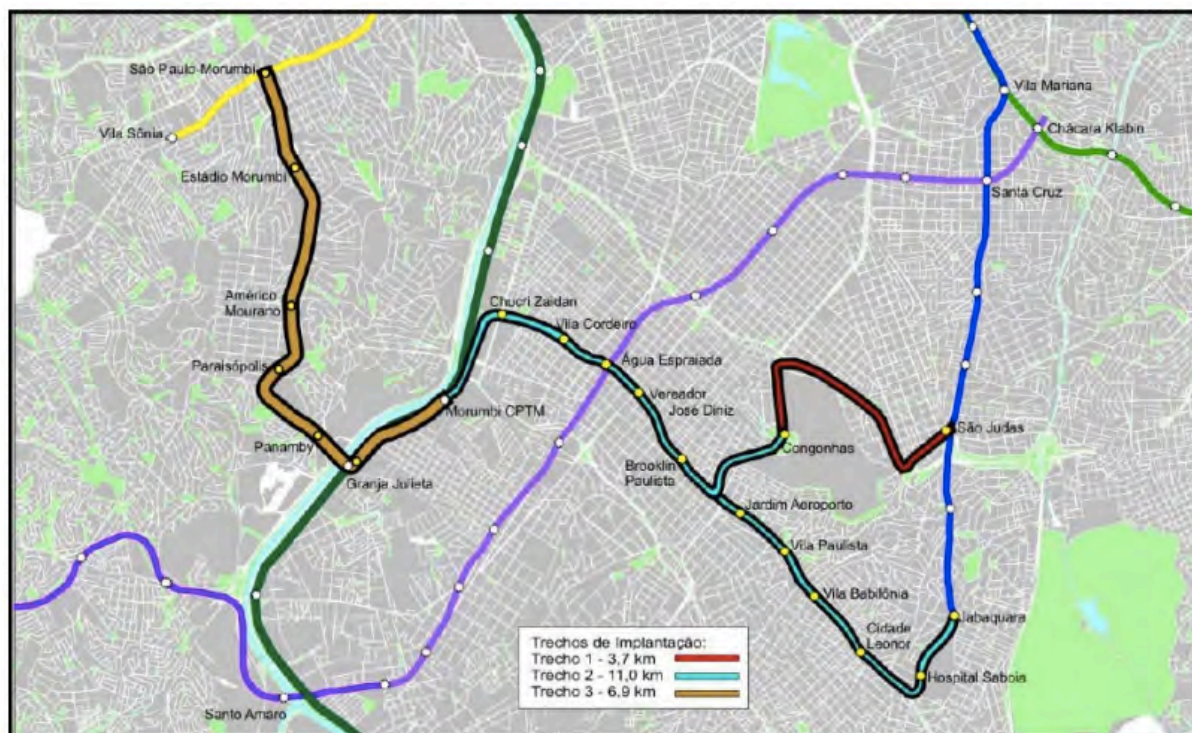 São Paulo-Morumbi
Vila Sônia
Estádio Morumbi
Américo
Mourano
Paraisópolis
Panamby
Granja Julieta
Morumbi CPTM
Chucri Zaidan
Vila Cordeiro
Água Espraiada
Vereador
José Diniz
Brooklin
Paulista
Congonhas
São Judas
Jardim Aeroporto
Vila Paulista
Vila Babilônia
Cidade
Leonor
Hospital Saboia
Jabaquara
Vila Mariana
Chácara Klabin
Santa Cruz
Santo Amaro
Trechos de Implantação:
Trecho 1 - 3,7 km
Trecho 2 - 11,0 km
Trecho 3 - 6,9 km